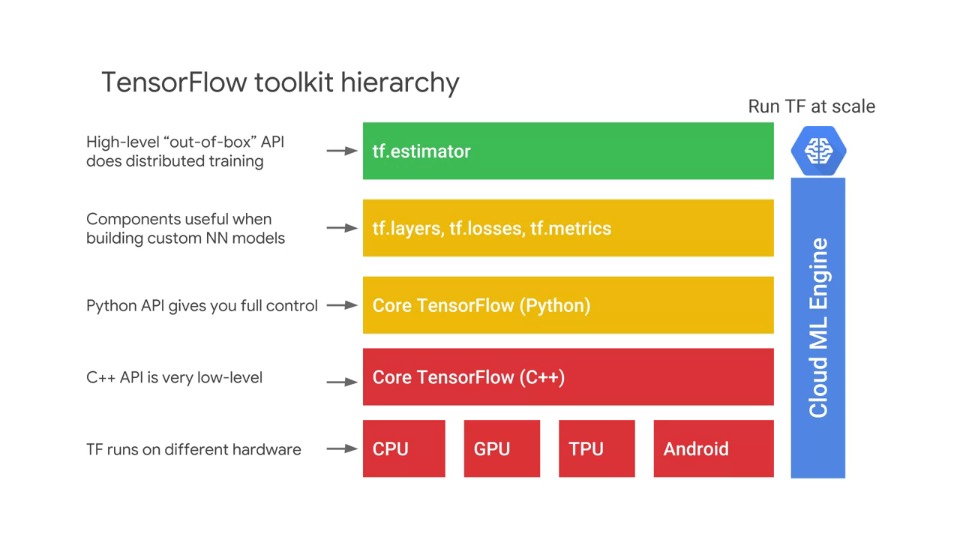 TensorFlow toolkit hierarchy
Run TF at scale
High-level “out-of-box” API
does distributed training
tf.estimator
Components useful when
building custom NN models
tf.layers, tf.losses, tf.metrics
Python API gives you full control
Core TensorFlow (Python)
C++ API is very low-level
Core TensorFlow (C++)
TF runs on different hardware
CPU
GPU
TPU
Android
Cloud ML Engine